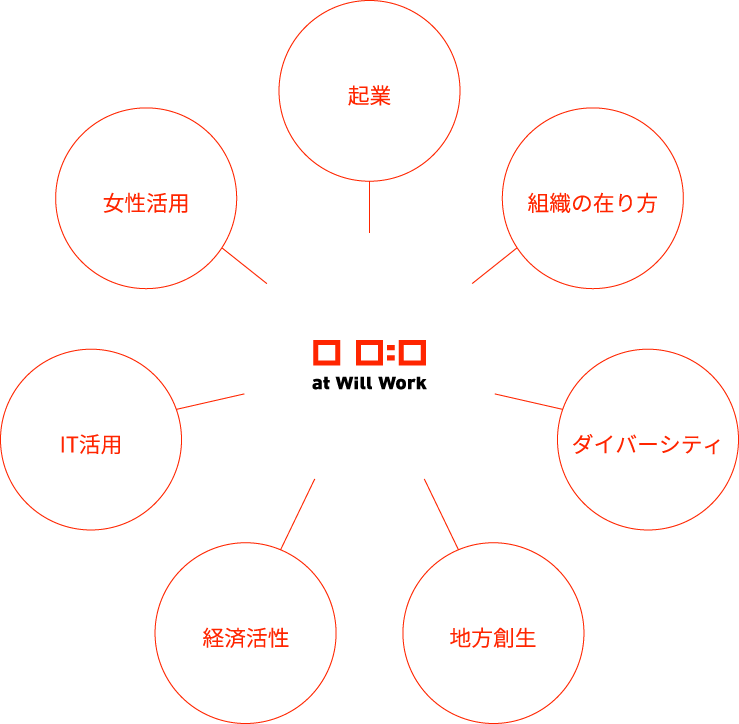 起業
女性活用
組織の在り方
at Will Work
IT活用
ダイバーシティ
経済活性
地方創生